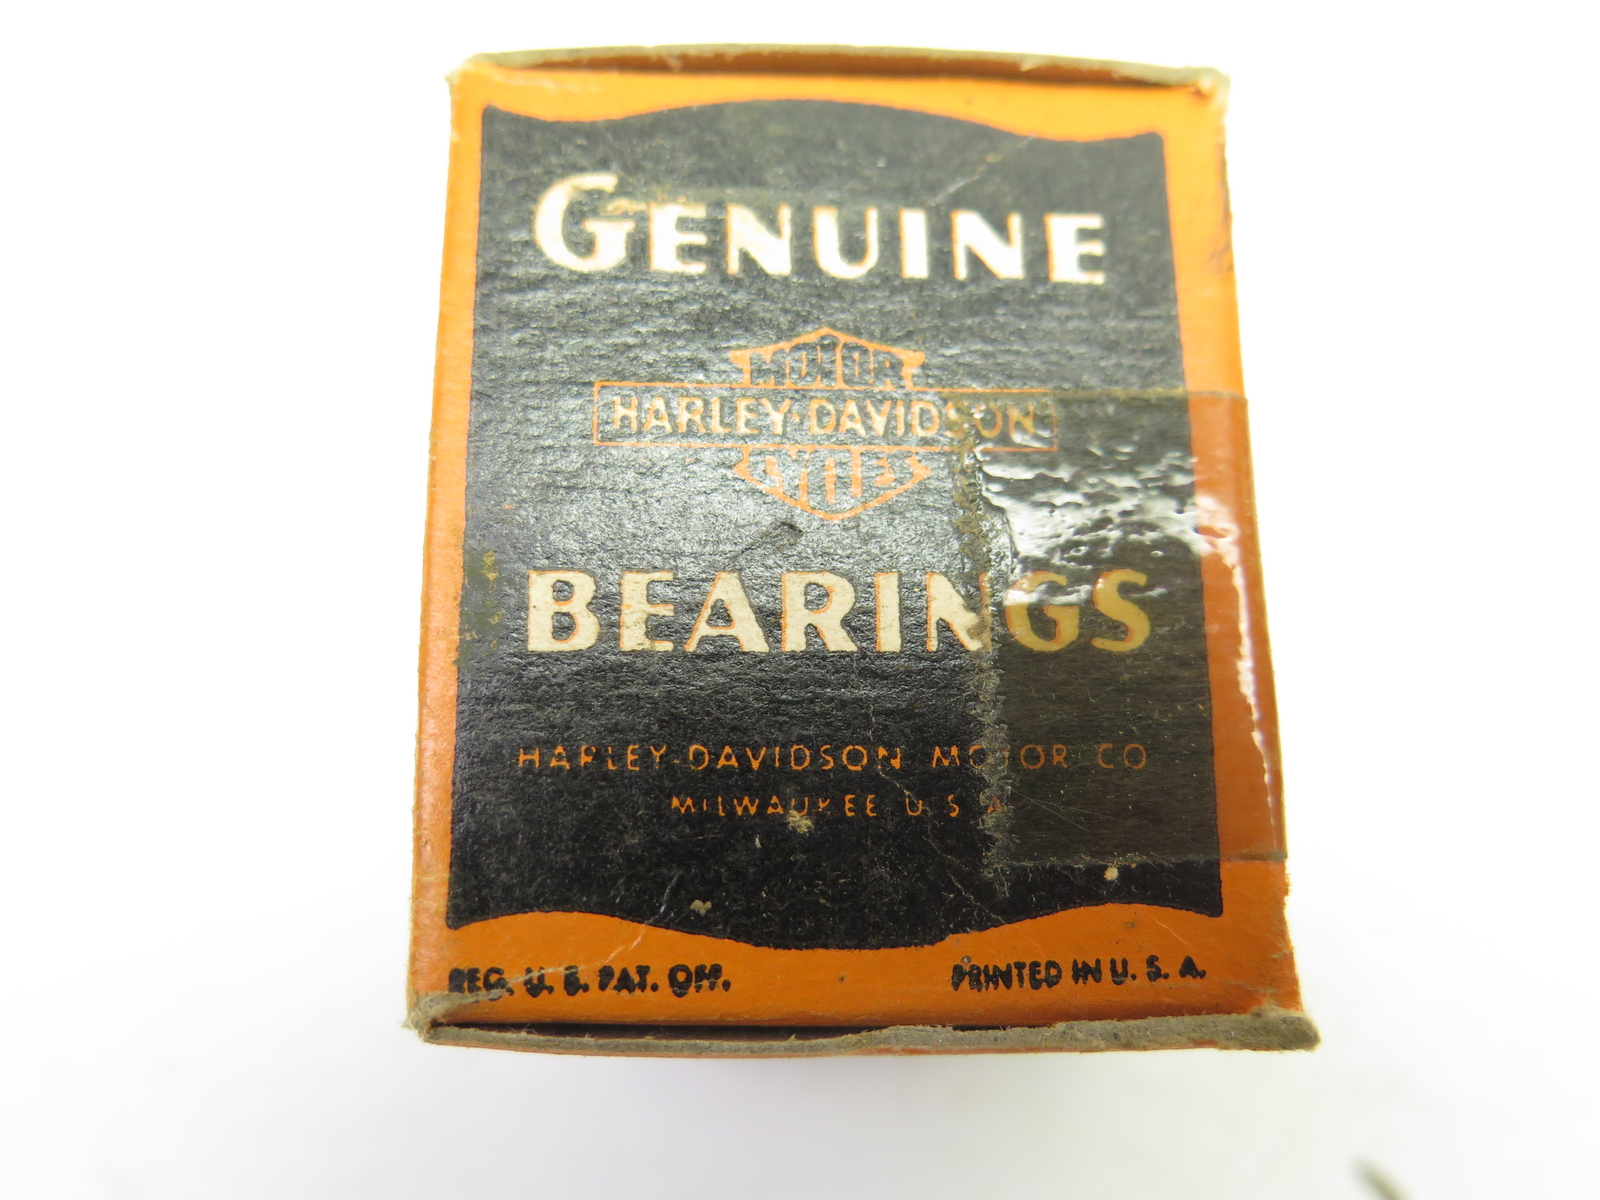 GENUINE
MOTOR
HARLEY-DAVIDSON
CYCLES
BEARINGS
HARLEY-DAVIDSON MOTOR CO
MILWAUKEE U S A
REG. U. S. PAT. OFF.
PRINTED IN U. S. A.